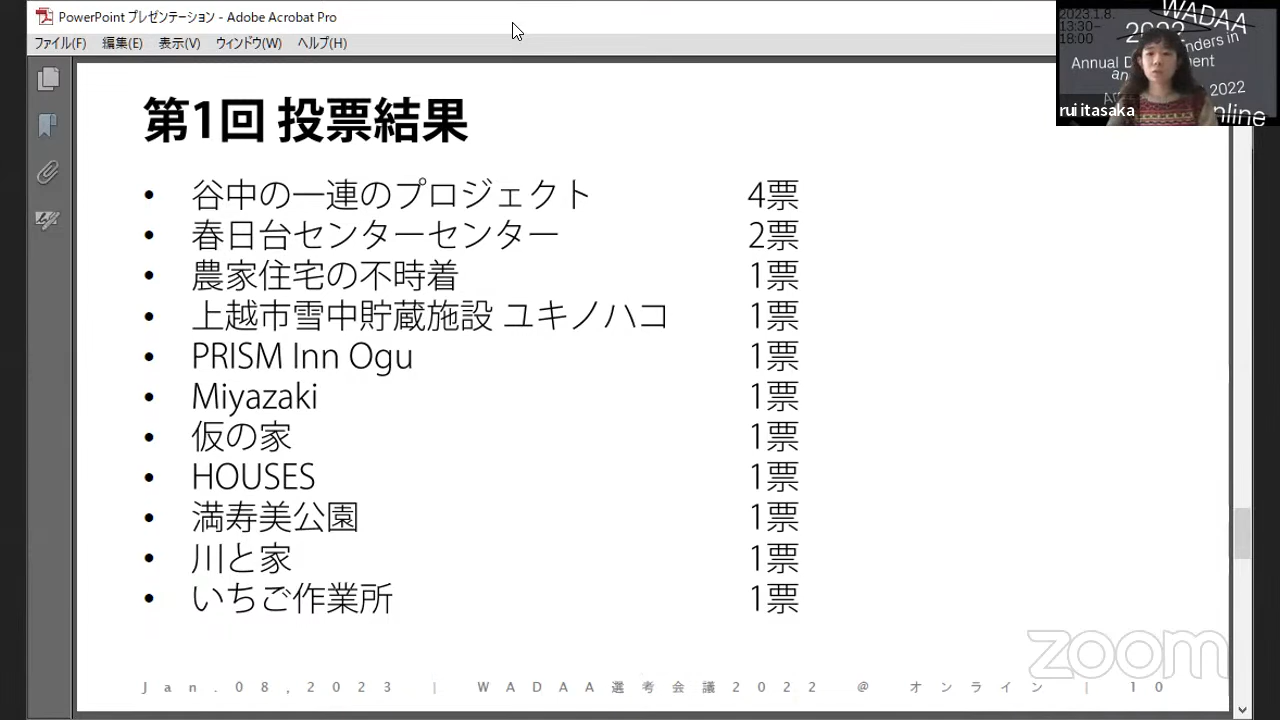 PowerPoint プレゼンテーション - Adobe Acrobat Pro
ファイル(F) 編集(E) 表示(V) ウィンドウ(W) ヘルプ(H)
第1回 投票結果
• 谷中の一連のプロジェクト 4票
• 春日台センターセンター 2票
• 農家住宅の不時着 1票
• 上越市雪中貯蔵施設 ユキノハコ 1票
• PRISM Inn Ogu 1票
• Miyazaki 1票
• 仮の家 1票
• HOUSES 1票
• 満寿美公園 1票
• 川と家 1票
• いちご作業所 1票
Jan.08,2023 | WADAA選考会議2022 @ オンライン | 10
zoom
2023.1.8.
13:30–
18:00
WADAA
2022
Annual
2022
rui itasaka